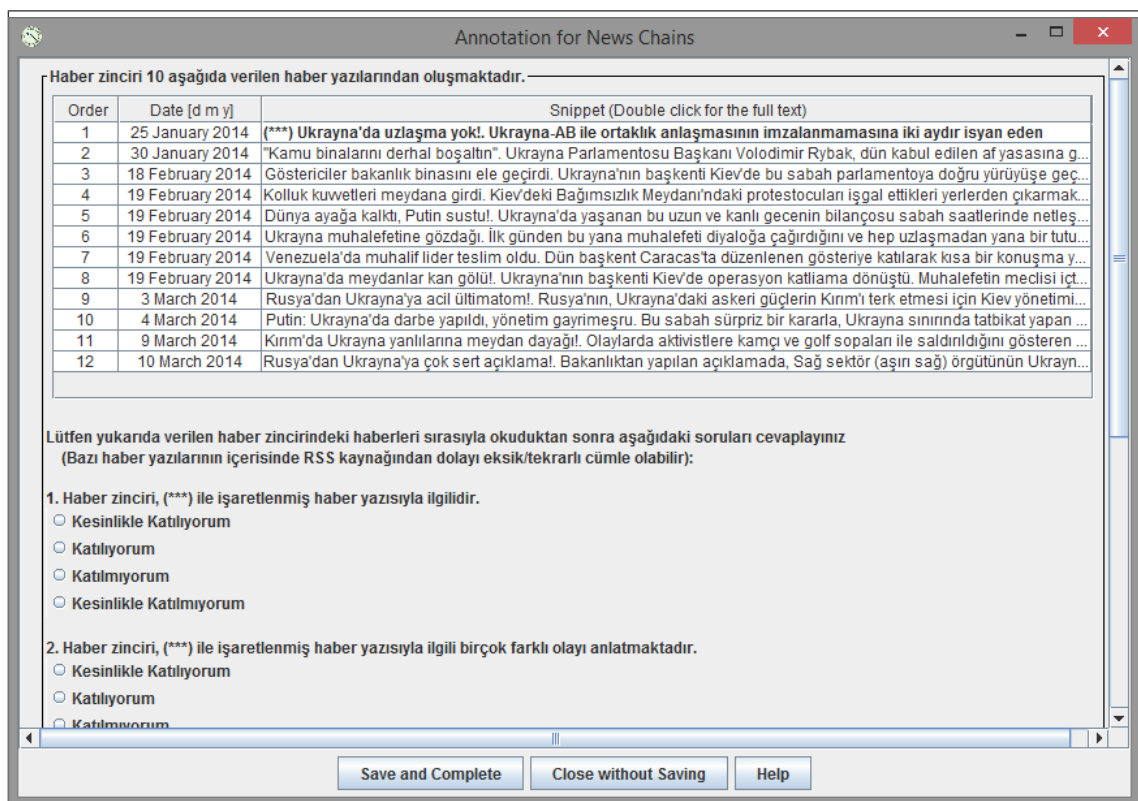 Annotation for News Chains
Haber zinciri 10 aşağıda verilen haber yazılarından oluşmaktadır.
Order Date [d m y] Snippet (Double click for the full text)
1 25 January 2014 (***) Ukrayna'da uzlaşma yok!. Ukrayna-AB ile ortaklık anlaşmasının imzalanmamasına iki aydır isyan eden
2 30 January 2014 "Kamu binalarını derhal boşaltın". Ukrayna Parlamentosu Başkanı Volodimir Rybak, dün kabul edilen af yasasına g...
3 18 February 2014 Göstericiler bakanlık binasını ele geçirdi. Ukrayna'nın başkenti Kiev'de bu sabah parlamentoya doğru yürüyüşe geç...
4 19 February 2014 Kolluk kuvvetleri meydana girdi. Kiev'deki Bağımsızlık Meydanı'ndaki protestocuları işgal ettikleri yerlerden çıkarmak...
5 19 February 2014 Dünya ayağa kalktı, Putin sustu!. Ukrayna'da yaşanan bu uzun ve kanlı gecenin bilançosu sabah saatlerinde netleş...
6 19 February 2014 Ukrayna muhalefetine gözdağı. İlk günden bu yana muhalefeti diyaloğa çağırdığını ve hep uzlaşmadan yana bir tutu...
7 19 February 2014 Venezuela'da muhalif lider teslim oldu. Dün başkent Caracas'ta düzenlenen gösteriye katılarak kısa bir konuşma y...
8 19 February 2014 Ukrayna'da meydanlar kan gölü!. Ukrayna'nın başkenti Kiev'de operasyon katliama dönüştü. Muhalefetin meclisi içt...
9 3 March 2014 Rusya'dan Ukrayna'ya acil ültimatom!. Rusya'nın, Ukrayna'daki askeri güçlerin Kırım'ı terk etmesi için Kiev yönetimi...
10 4 March 2014 Putin: Ukrayna'da darbe yapıldı, yönetim gayrimeşru. Bu sabah sürpriz bir kararla, Ukrayna sınırında tatbikat yapan ...
11 9 March 2014 Kırım'da Ukrayna yanlılarına meydan dayağı!. Olaylarda aktivistlere kamçı ve golf sopaları ile saldırıldığını gösteren ...
12 10 March 2014 Rusya'dan Ukrayna'ya çok sert açıklama!. Bakanlıktan yapılan açıklamada, Sağ sektör (aşırı sağ) örgütünün Ukrayn...
Lütfen yukarıda verilen haber zincirindeki haberleri sırasıyla okuduktan sonra aşağıdaki soruları cevaplayınız
(Bazı haber yazılarının içerisinde RSS kaynağından dolayı eksik/tekrarlı cümle olabilir):
1. Haber zinciri, (***) ile işaretlenmiş haber yazısıyla ilgilidir.
Kesinlikle Katılıyorum
Katılıyorum
Katılmıyorum
Kesinlikle Katılmıyorum
2. Haber zinciri, (***) ile işaretlenmiş haber yazısıyla ilgili birçok farklı olayı anlatmaktadır.
Kesinlikle Katılıyorum
Katılıyorum
Katılmıyorum
Save and Complete Close without Saving Help